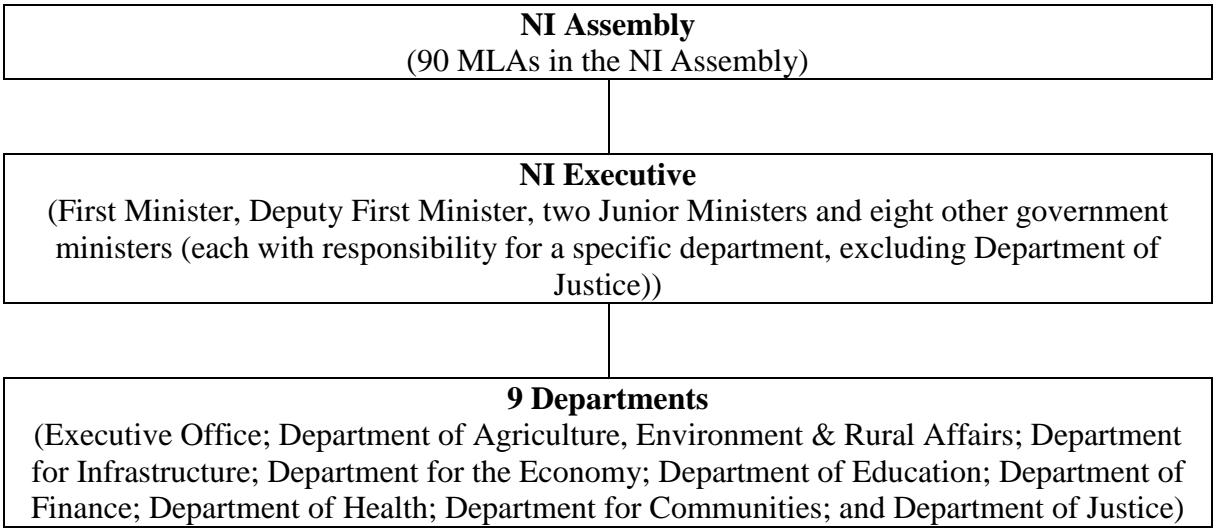 NI Assembly
(90 MLAs in the NI Assembly)
NI Executive
(First Minister, Deputy First Minister, two Junior Ministers and eight other government
ministers (each with responsibility for a specific department, excluding Department of
Justice))
9 Departments
(Executive Office; Department of Agriculture, Environment & Rural Affairs; Department
for Infrastructure; Department for the Economy; Department of Education; Department of
Finance; Department of Health; Department for Communities; and Department of Justice)